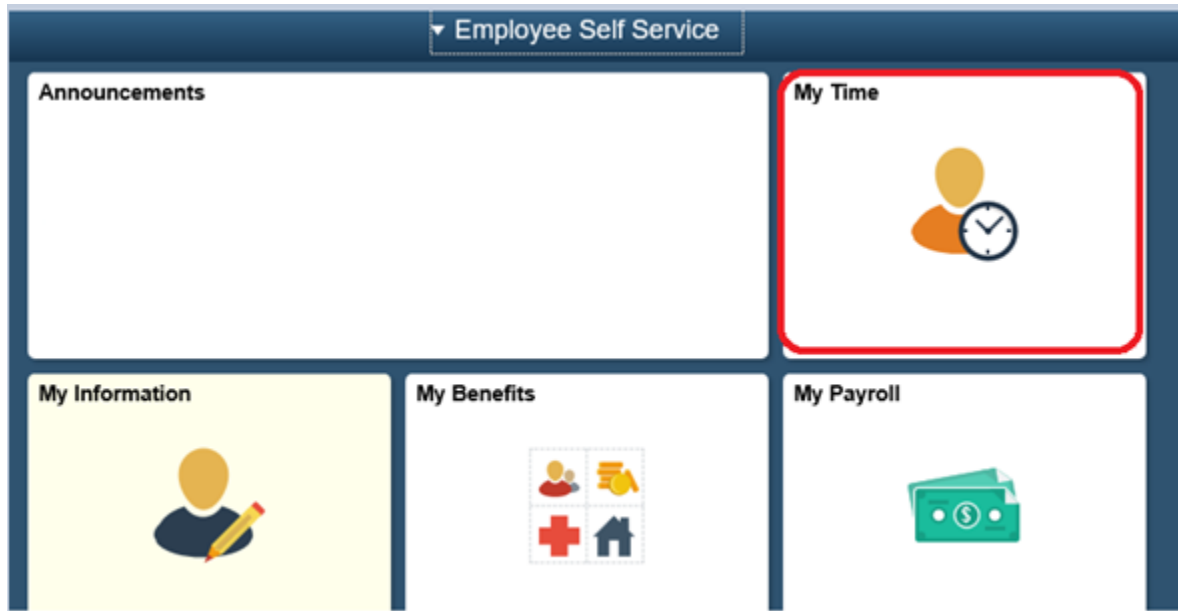 Employee Self Service
Announcements
My Time
My Information
My Benefits
My Payroll
$